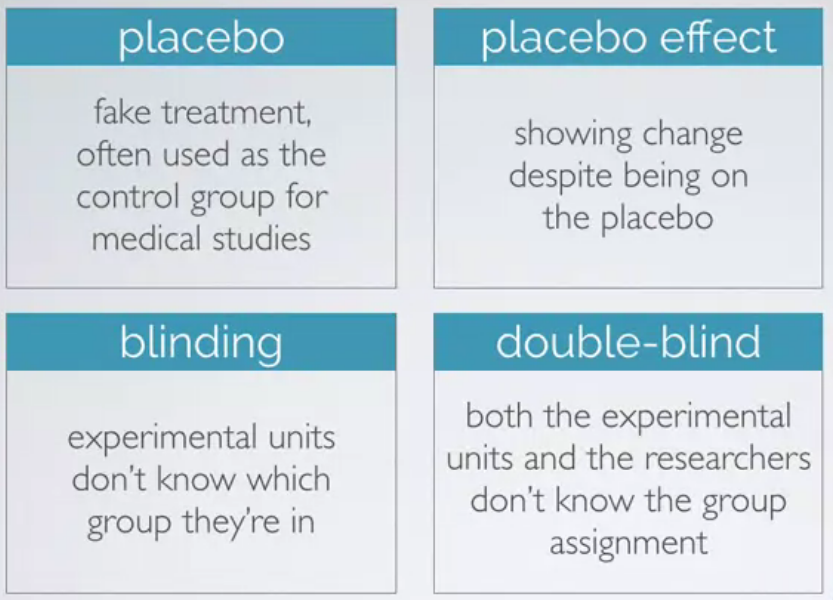 placebo
fake treatment,
often used as the
control group for
medical studies
placebo effect
showing change
despite being on
the placebo
blinding
experimental units
don't know which
group they're in
double-blind
both the experimental
units and the researchers
don't know the group
assignment